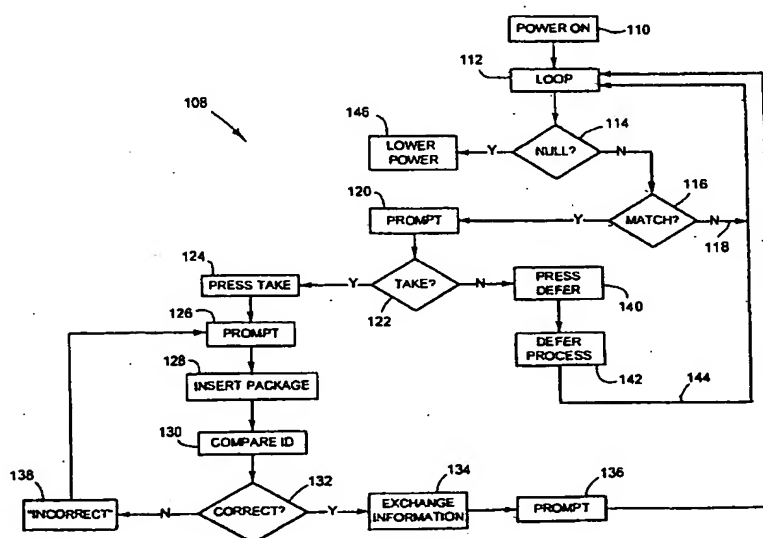 POWER ON
110
112
LOOP
108
146
114
LOWER
POWER
Y
NULL?
N
120
116
PROMPT
Y
MATCH?
N
118
124
PRESS TAKE
Y
TAKE?
N
PRESS
DEFER
122
140
126
PROMPT
DEFER
PROCESS
128
142
144
INSERT PACKAGE
130
COMPARE ID
138
132
134
136
"INCORRECT"
N
CORRECT?
Y
EXCHANGE
INFORMATION
PROMPT